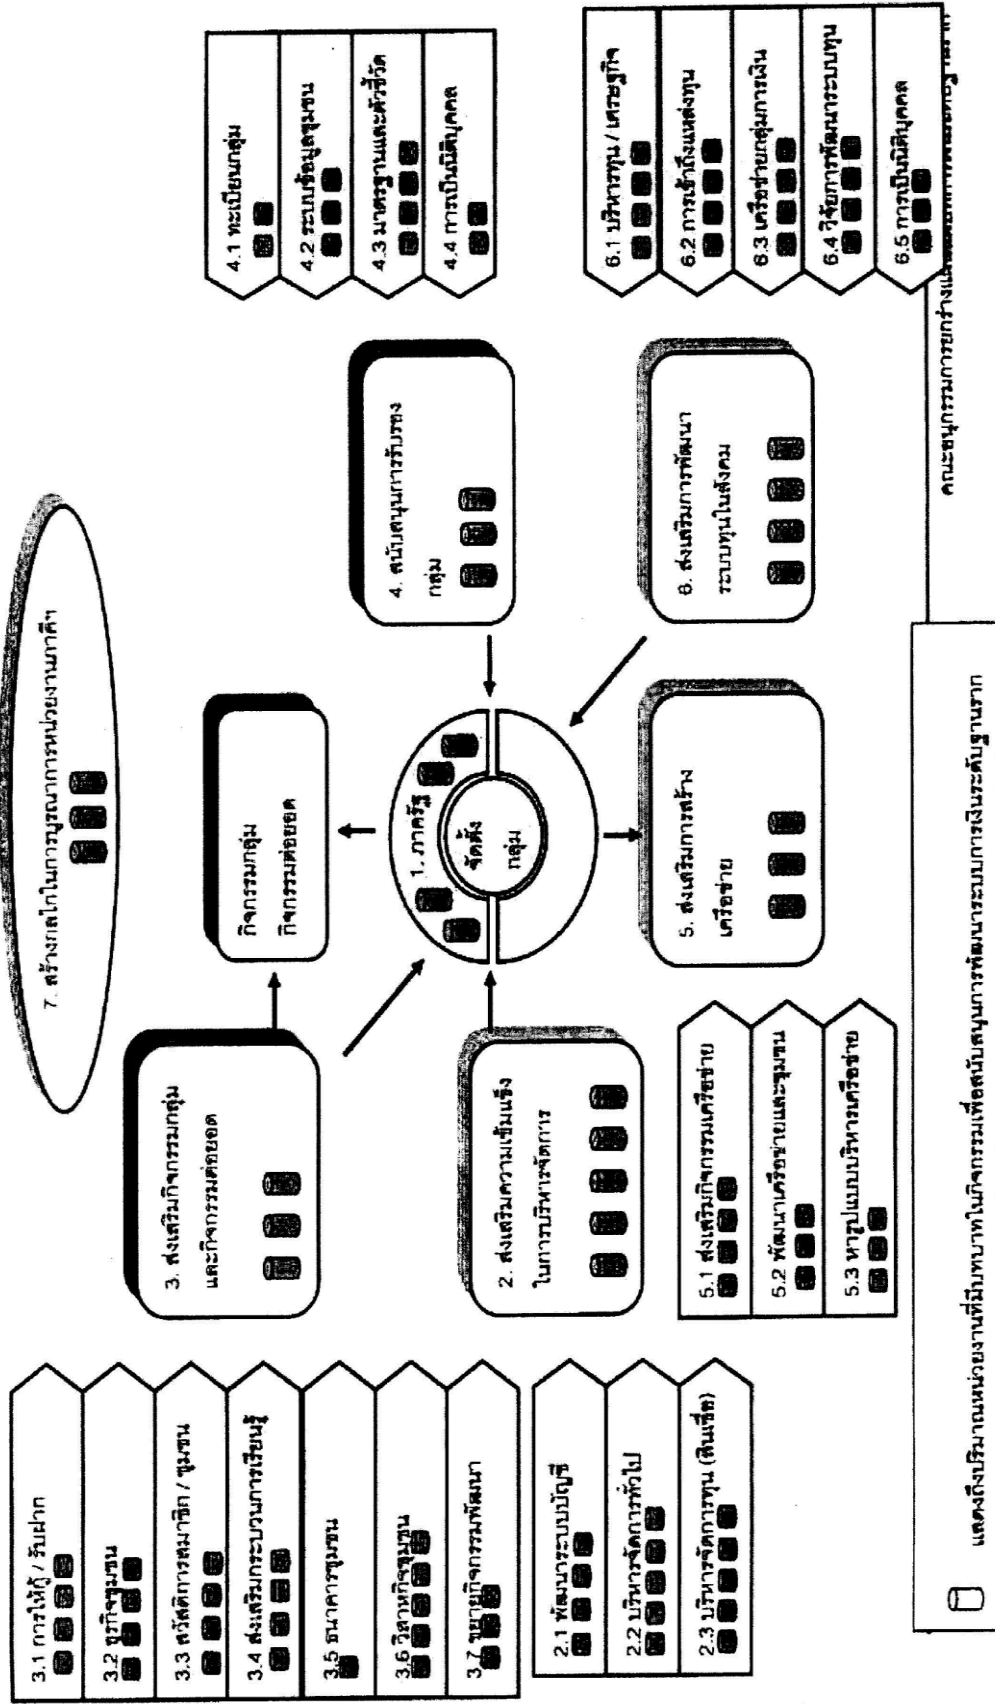 7. สร้างกลไกในการบูรณาการหน่วยงานภาคีฯ
3.1 การให้กู้ / รับฝาก
3.2 ธุรกิจชุมชน
3.3 สวัสดิการสมาชิก / ชุมชน
3.4 ส่งเสริมกระบวนการเรียนรู้
3.5 ธนาคารชุมชน
3.6 วิสาหกิจชุมชน
3.7 ขยายกิจกรรมพัฒนา
3. ส่งเสริมกิจกรรมกลุ่ม
และกิจกรรมต่อยอด
กิจกรรมกลุ่ม
กิจกรรมต่อยอด
4. สนับสนุนการรับรอง
กลุ่ม
4.1 ทะเบียนกลุ่ม
4.2 ระบบข้อมูลชุมชน
4.3 มาตรฐานและตัวชี้วัด
4.4 การเป็นนิติบุคคล
1. ภาครัฐ
จัดตั้ง
กลุ่ม
2.1 พัฒนาระบบบัญชี
2.2 บริหารจัดการทั่วไป
2.3 บริหารจัดการทุน (สินเชื่อ)
2. ส่งเสริมความเข้มแข็ง
ในการบริหารจัดการ
5.1 ส่งเสริมกิจกรรมเครือข่าย
5.2 พัฒนาเครือข่ายและชุมชน
5.3 หารูปแบบบริหารเครือข่าย
5. ส่งเสริมการสร้าง
เครือข่าย
6. ส่งเสริมการพัฒนา
ระบบทุนในสังคม
6.1 บริหารทุน / เศรษฐกิจ
6.2 การเข้าถึงแหล่งทุน
6.3 เครือข่ายกลุ่มการเงิน
6.4 วิจัยการพัฒนาระบบทุน
6.5 การเป็นนิติบุคคล
แสดงถึงปริมาณหน่วยงานที่มีบทบาทในกิจกรรมเพื่อสนับสนุนการพัฒนาระบบการเงินระดับฐานราก
คณะอนุกรรมการยกร่าง